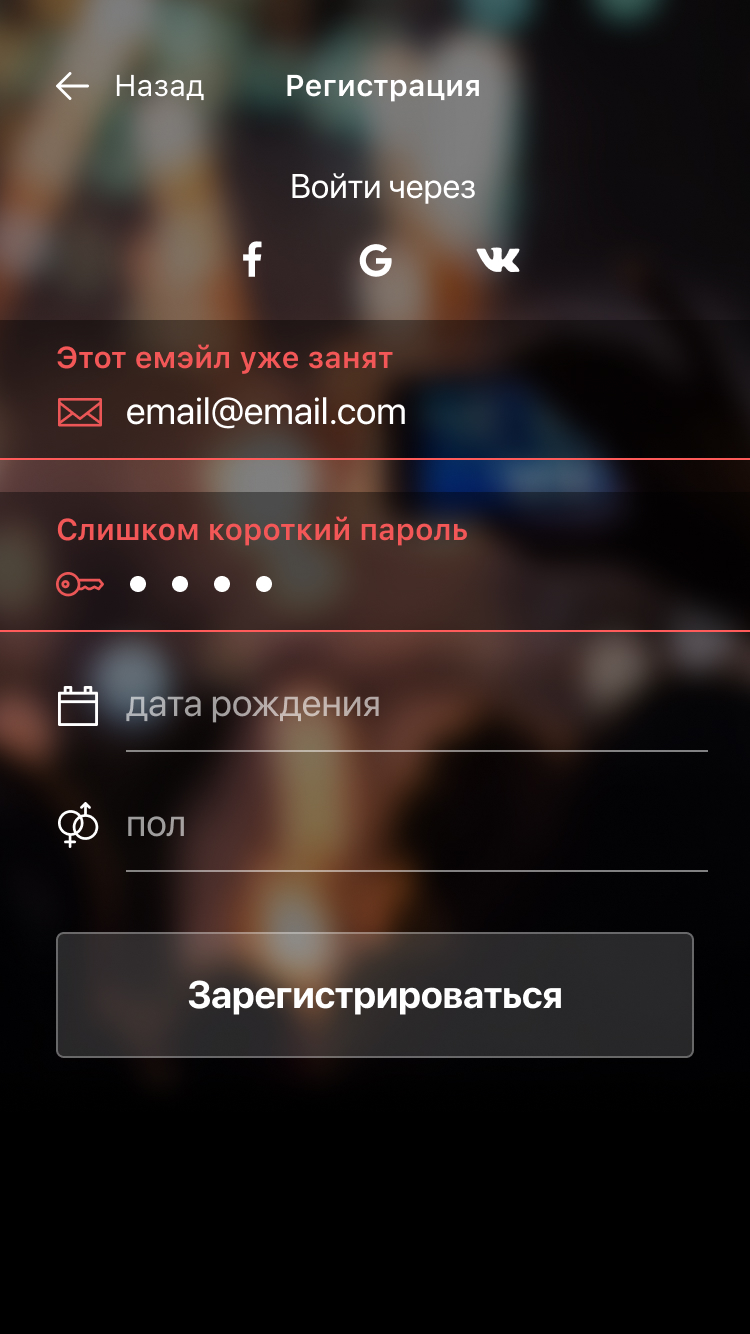 Назад
Регистрация
Войти через
Этот емэйл уже занят
email@email.com
Слишком короткий пароль
дата рождения
пол
Зарегистрироваться